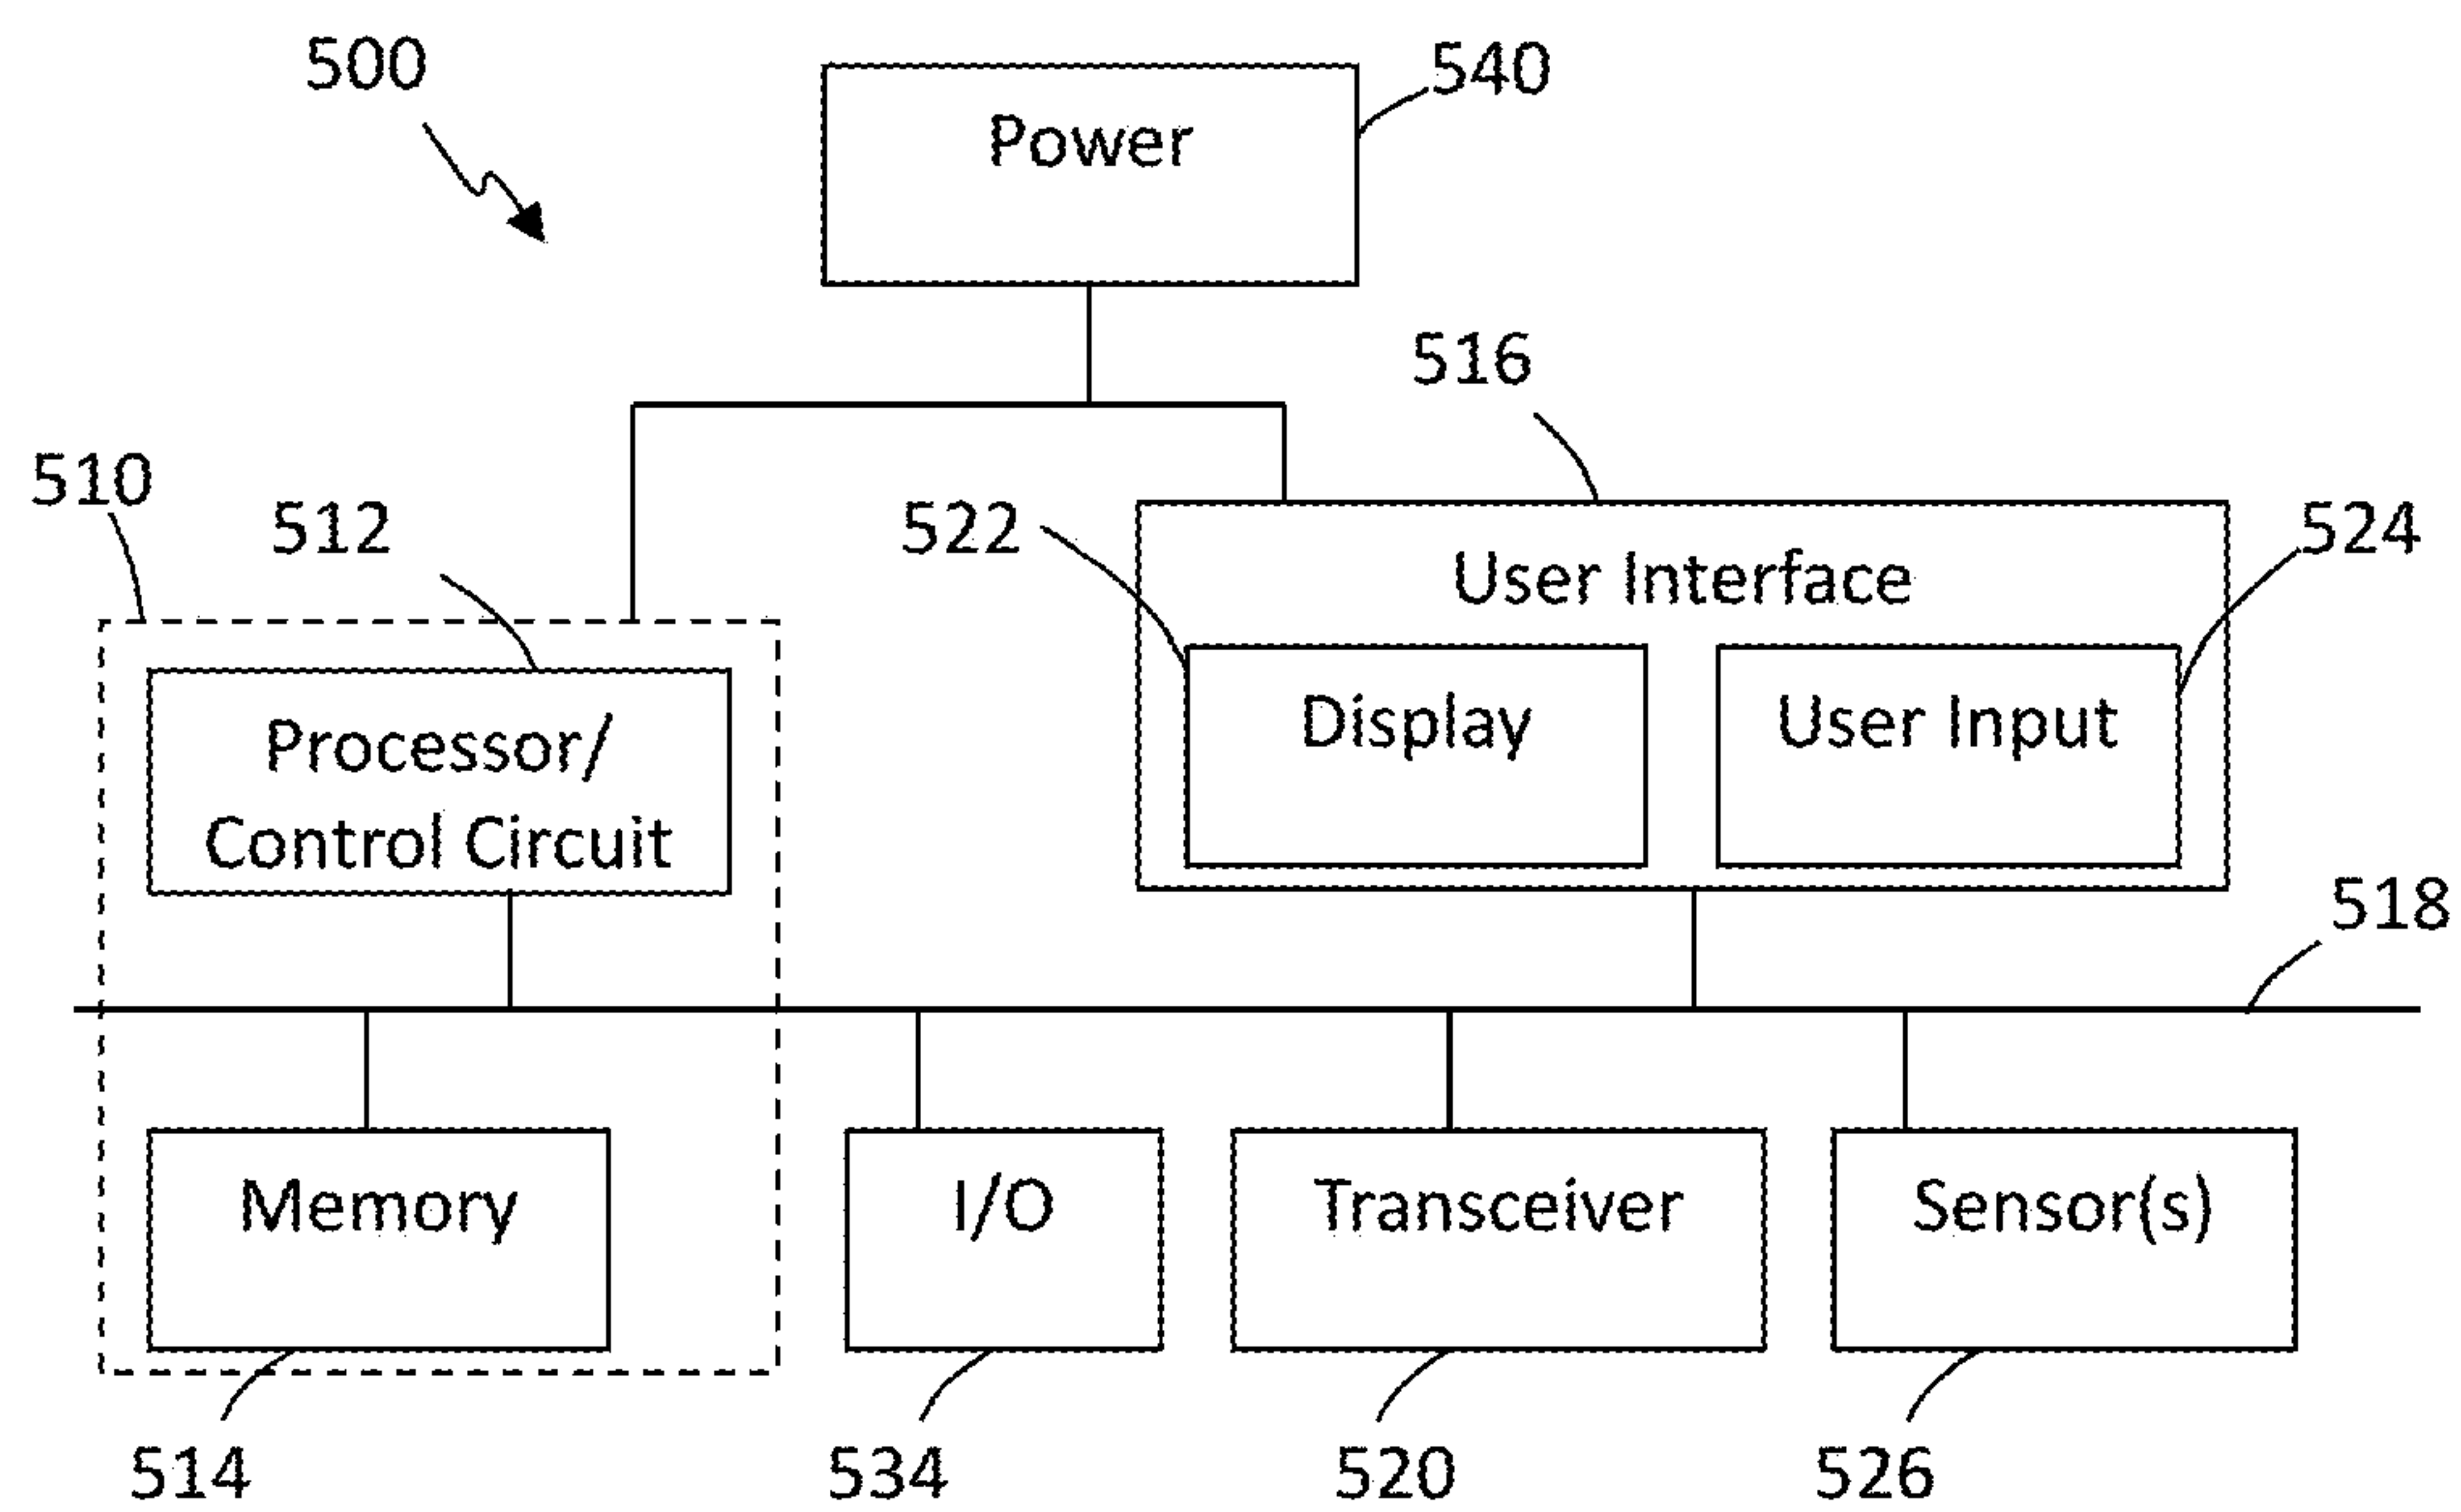 500
540
Power
516
510
512
522
524
User Interface
Display
User Input
Processor/
Control Circuit
518
Memory
I/O
Transceiver
Sensor(s)
514
534
520
526